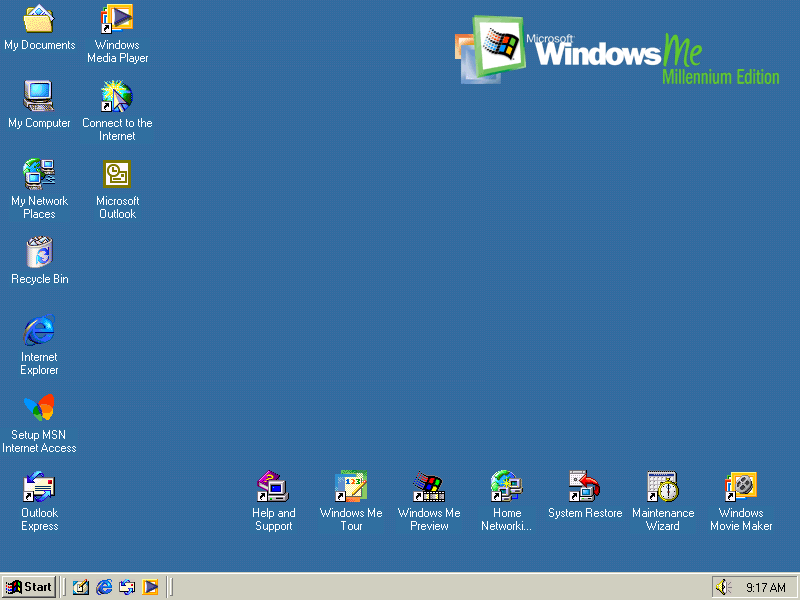 My Documents
Windows
Media Player
Microsoft
Windows Me
Millennium Edition
My Computer
Connect to the
Internet
My Network
Places
Microsoft
Outlook
Recycle Bin
Internet
Explorer
Setup MSN
Internet Access
Outlook
Express
Help and
Support
123
Windows Me
Tour
Windows Me
Preview
Home
Networki...
System Restore
Maintenance
Wizard
Windows
Movie Maker
Start
9:17 AM